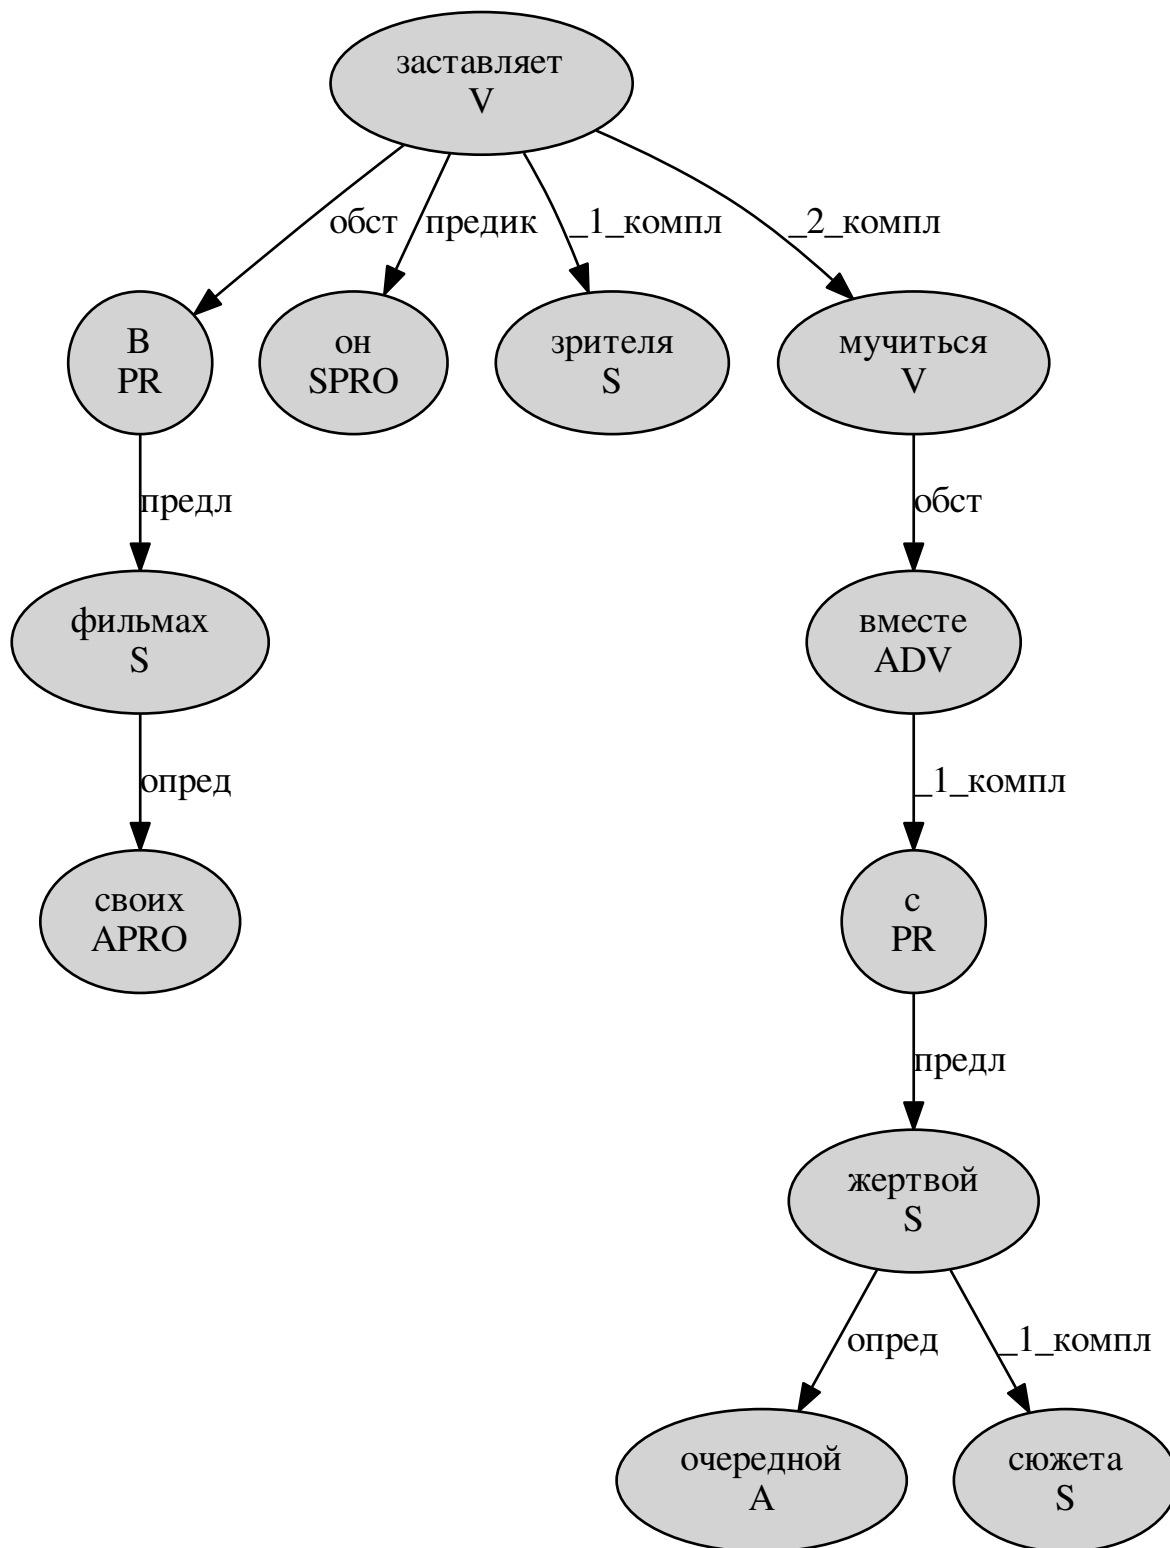 заставляет
V
обст
предик
_1_компл
_2_компл
В
PR
он
SPRO
зрителя
S
мучиться
V
предл
обст
фильмах
S
вместе
ADV
опред
_1_компл
своих
APRO
с
PR
предл
жертвой
S
опред
_1_компл
очередной
A
сюжета
S